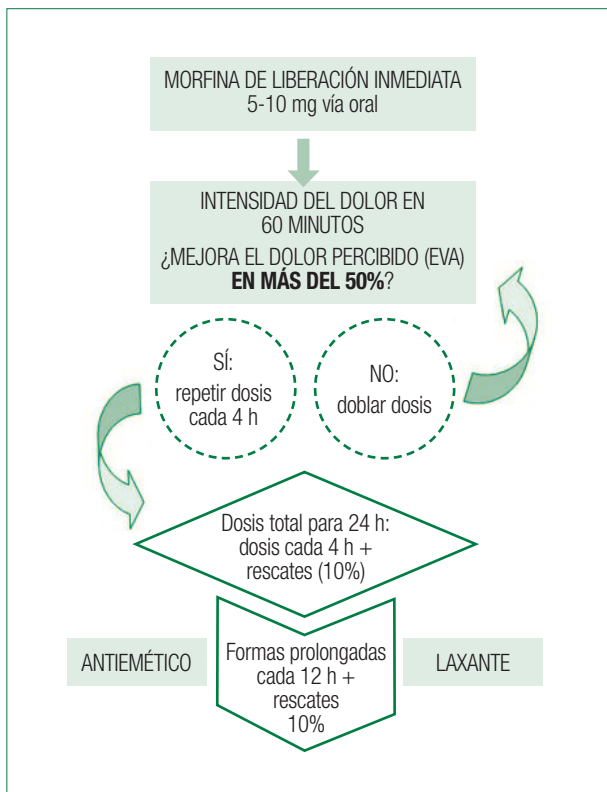 MORFINA DE LIBERACIÓN INMEDIATA
5-10 mg vía oral
INTENSIDAD DEL DOLOR EN
60 MINUTOS
¿MEJORA EL DOLOR PERCIBIDO (EVA)
EN MÁS DEL 50%?
SÍ:
repetir dosis
cada 4 h
NO:
doblar dosis
Dosis total para 24 h:
dosis cada 4 h +
rescates (10%)
ANTIEMÉTICO
Formas prolongadas
cada 12 h +
rescates
10%
LAXANTE